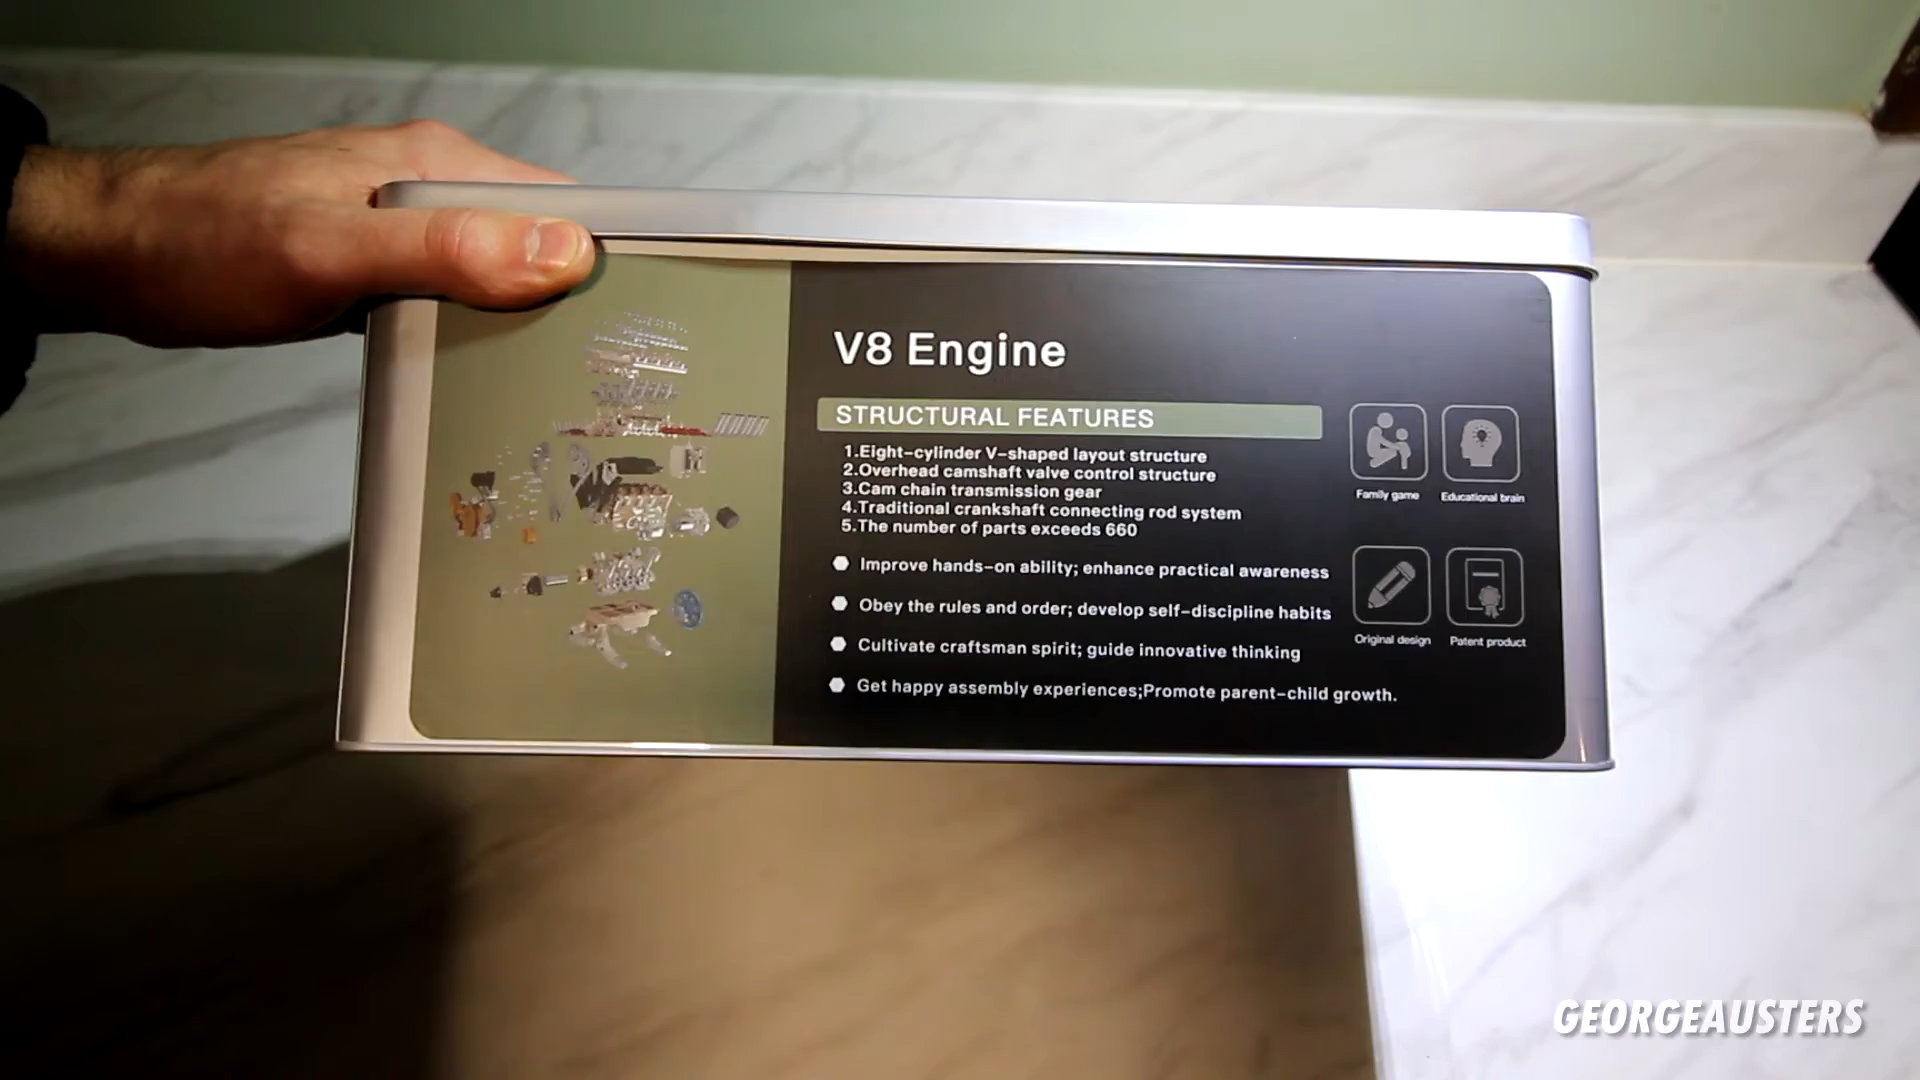 V8 Engine
STRUCTURAL FEATURES
1.Eight-cylinder V-shaped layout structure
2.Overhead camshaft valve control structure
3.Cam chain transmission gear
4.Traditional crankshaft connecting rod system
5.The number of parts exceeds 660
Improve hands-on ability; enhance practical awareness
Obey the rules and order; develop self-discipline habits
Cultivate craftsman spirit; guide innovative thinking
Get happy assembly experiences;Promote parent-child growth.
Family game
Educational brain
Original design
Patent product
GEORGEAUSTERS